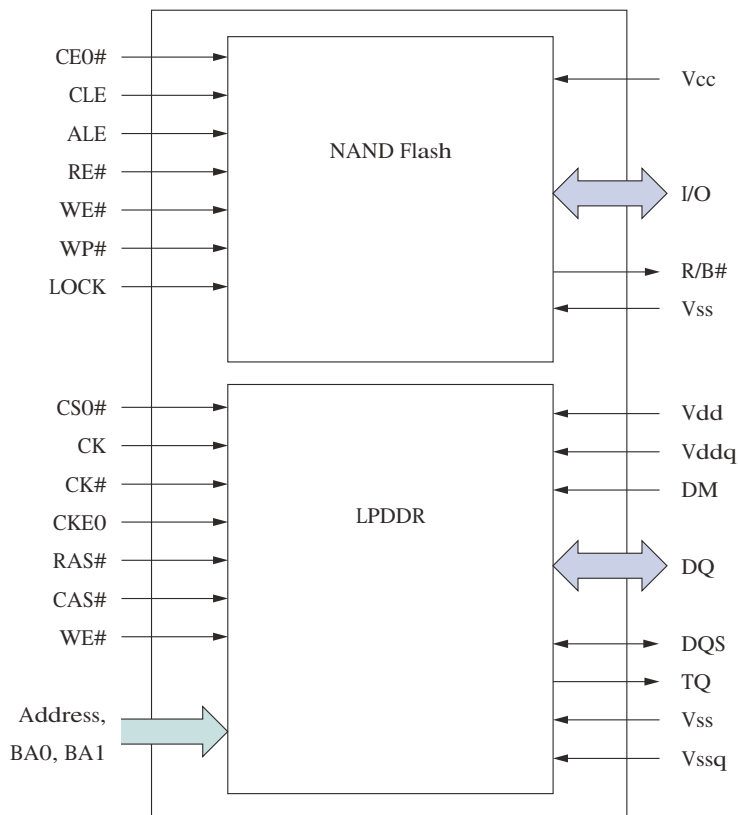 CE0#
CLE
ALE
RE#
WE#
WP#
LOCK
NAND Flash
Vcc
I/O
R/B#
Vss
CS0#
CK
CK#
CKE0
RAS#
CAS#
WE#
Address,
BA0, BA1
LPDDR
Vdd
Vddq
DM
DQ
DQS
TQ
Vss
Vssq